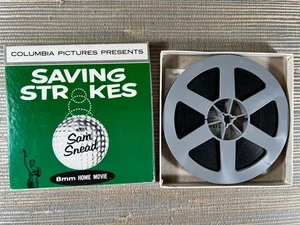 COLUMBIA PICTURES PRESENTS
SAVING
STROKES
with
Sam
Snead
8mm HOME MOVIE